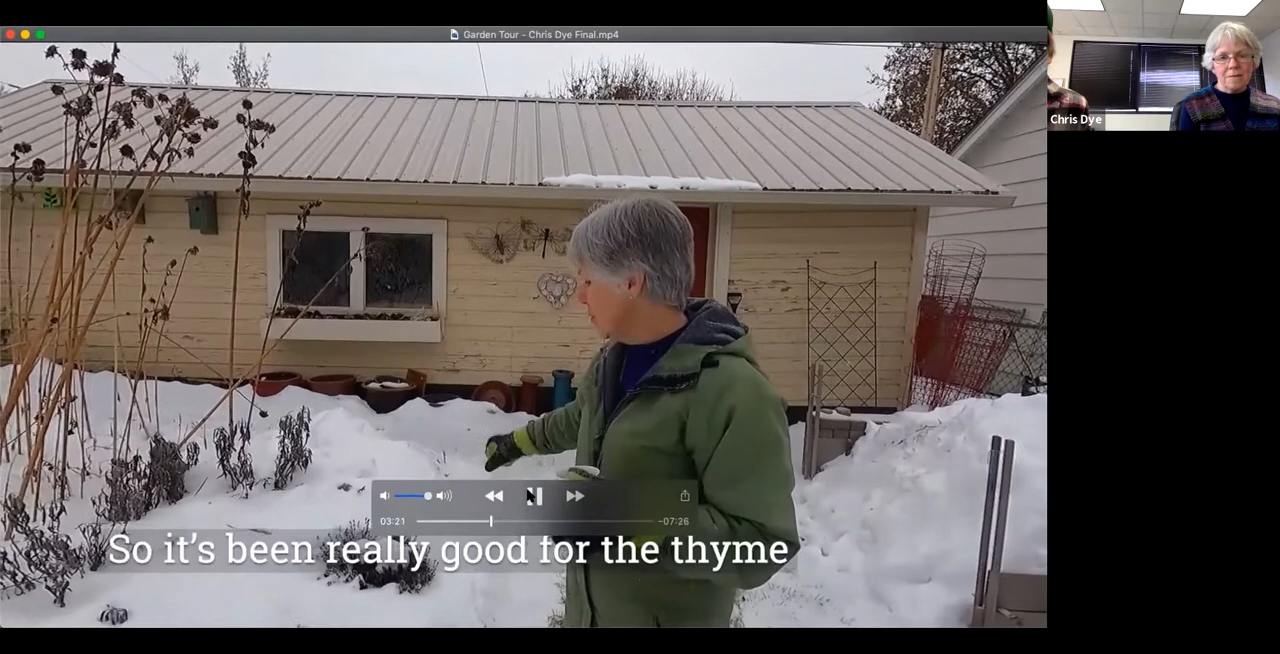 Garden Tour - Chris Dye Final.mp4
Chris Dye
03:21
-07:26
So it's been really good for the thyme